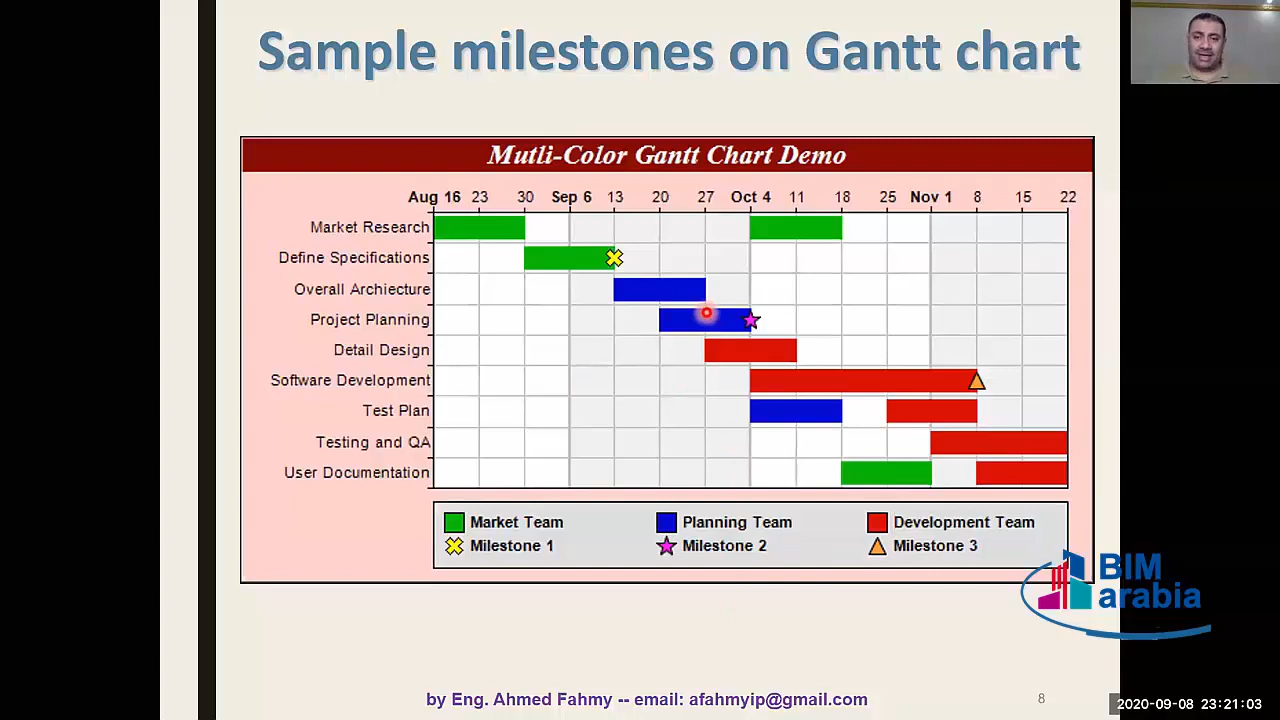 Sample milestones on Gantt chart
Mutli-Color Gantt Chart Demo
Aug 16 23 30 Sep 6 13 20 27 Oct 4 11 18 25 Nov 1 8 15 22
Market Research
Define Specifications
Overall Archiecture
Project Planning
Detail Design
Software Development
Test Plan
Testing and QA
User Documentation
Market Team Planning Team Development Team
Milestone 1 Milestone 2 Milestone 3
BIM
arabia
by Eng. Ahmed Fahmy -- email: afahmyip@gmail.com
8
2020-09-08 23:21:03